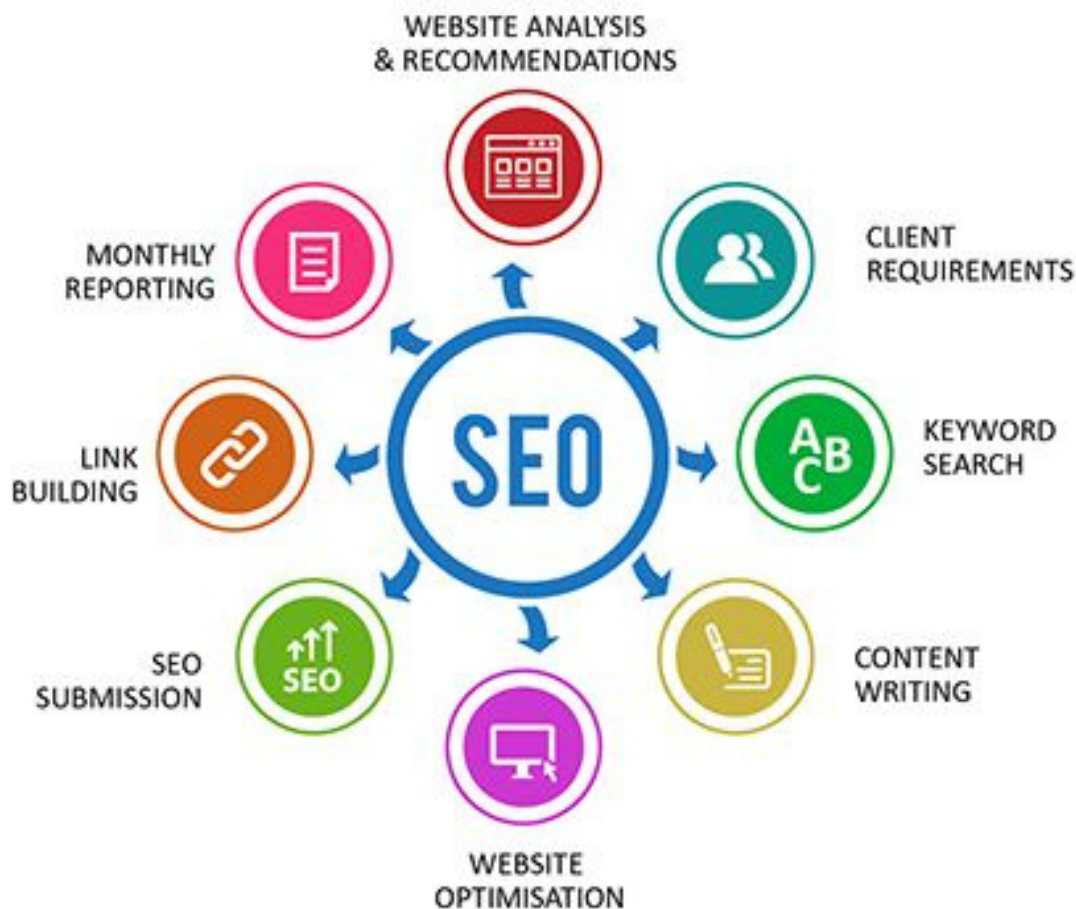 WEBSITE ANALYSIS
& RECOMMENDATIONS
CLIENT
REQUIREMENTS
KEYWORD
SEARCH
CONTENT
WRITING
WEBSITE
OPTIMISATION
SEO
SUBMISSION
LINK
BUILDING
MONTHLY
REPORTING
SEO
A
B
C
SEO